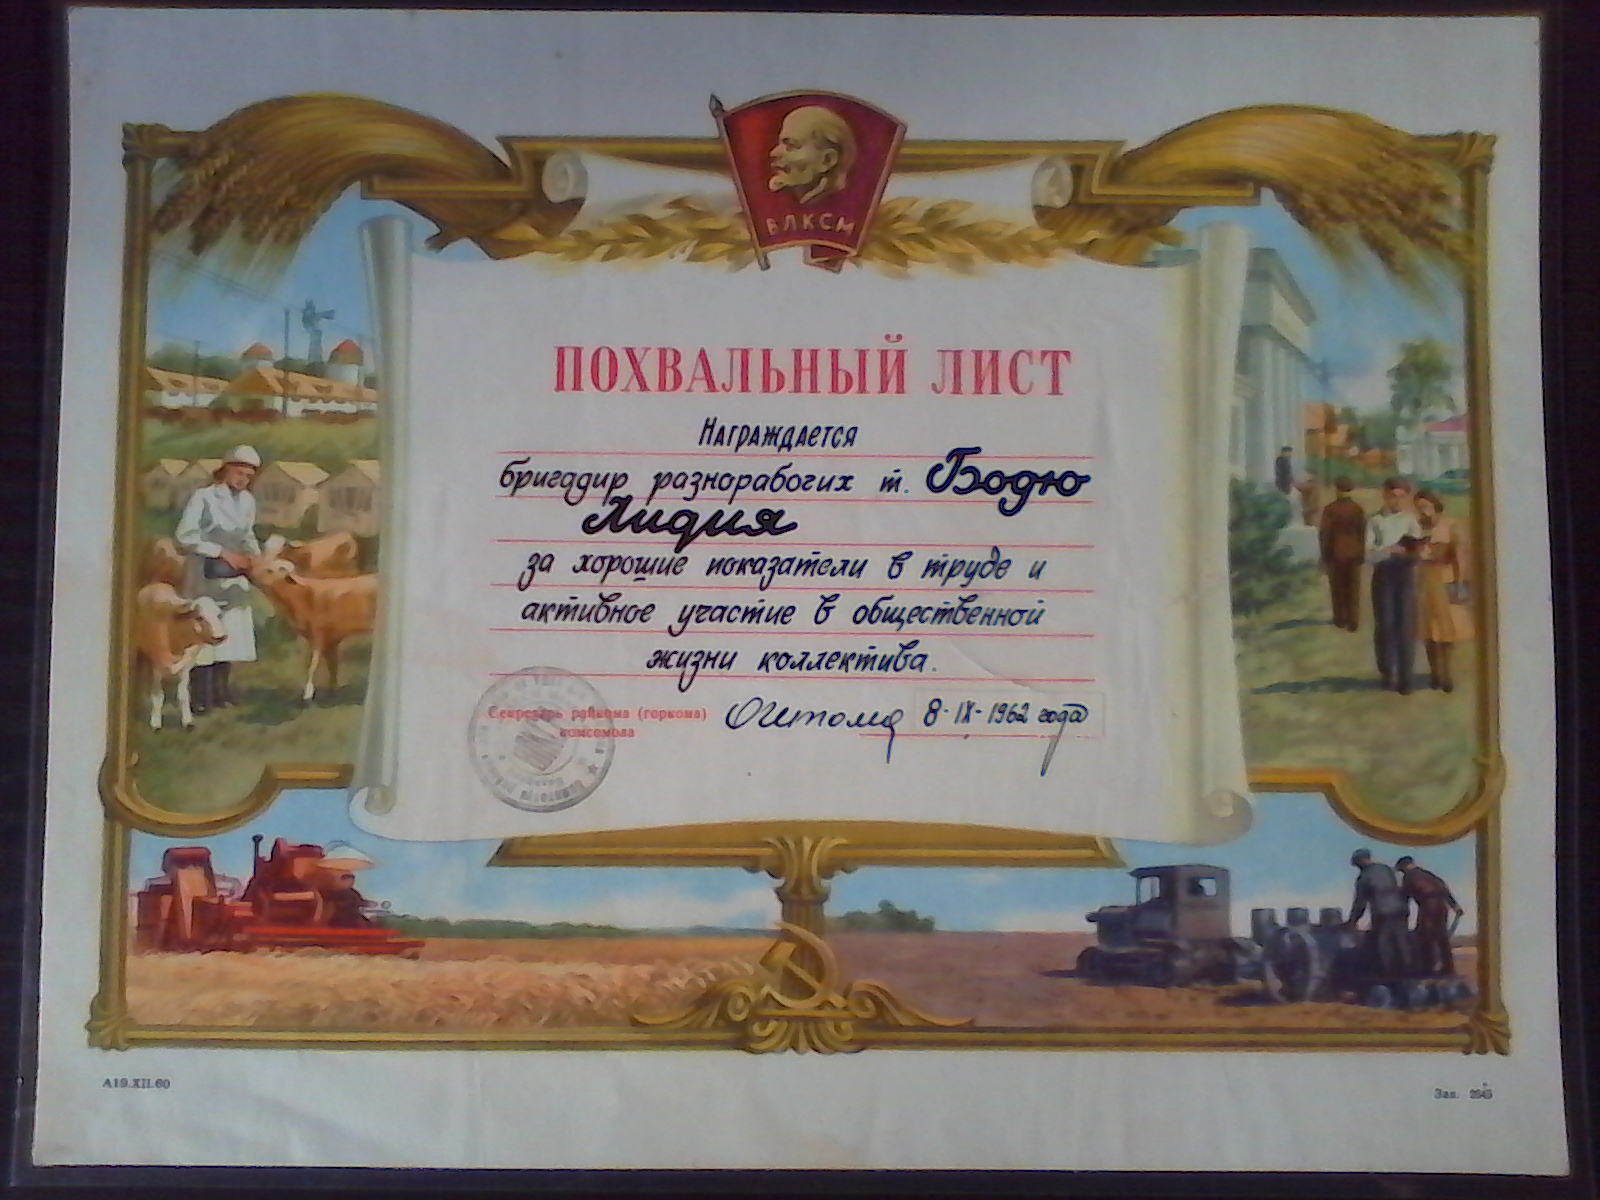 ВЛКСМ
ПОХВАЛЬНЫЙ ЛИСТ
Награждается
бригадир разнорабочих т. Бодю
Лидия
за хорошие показатели в труде и
активное участие в общественной
жизни коллектива.
Секретарь райкома (горкома) 8-IX-1962 года
комсомола
А19.XII.60
Зак.